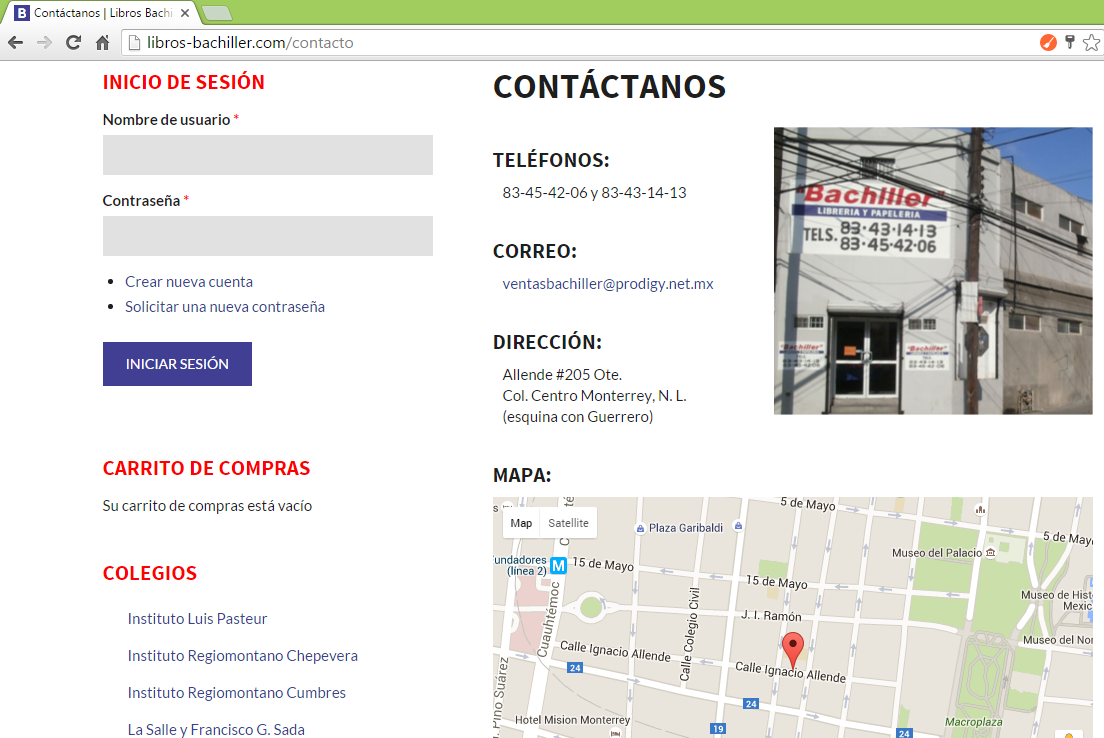 Contáctanos | Libros Bachi
libros-bachiller.com/contacto
INICIO DE SESIÓN
Nombre de usuario *
Contraseña *
Crear nueva cuenta
Solicitar una nueva contraseña
INICIAR SESIÓN
CARRITO DE COMPRAS
Su carrito de compras está vacío
COLEGIOS
Instituto Luis Pasteur
Instituto Regiomontano Chepevera
Instituto Regiomontano Cumbres
La Salle y Francisco G. Sada
CONTÁCTANOS
TELÉFONOS:
83-45-42-06 y 83-43-14-13
CORREO:
ventasbachiller@prodigy.net.mx
DIRECCIÓN:
Allende #205 Ote.
Col. Centro Monterrey, N. L.
(esquina con Guerrero)
"Bachiller"
LIBRERIA Y PAPELERIA
TELS. 83-43-14-13
83-45-42-06
"Bachiller"
"Bachiller"
MAPA:
Map
Satellite
5 de Mayo
Plaza Garibaldi
5 de Mayo
Museo del Palacio
Fundadores
(línea 2)
M
15 de Mayo
15 de Mayo
Museo de Hist
Mexic
J. I. Ramón
Cuauhtémoc
Calle Colegio Civil
Museo del Nor
Calle Ignacio Allende
Calle Ignacio Allende
24
24
Pino Suárez
Hotel Mision Monterrey
19
24
Macroplaza